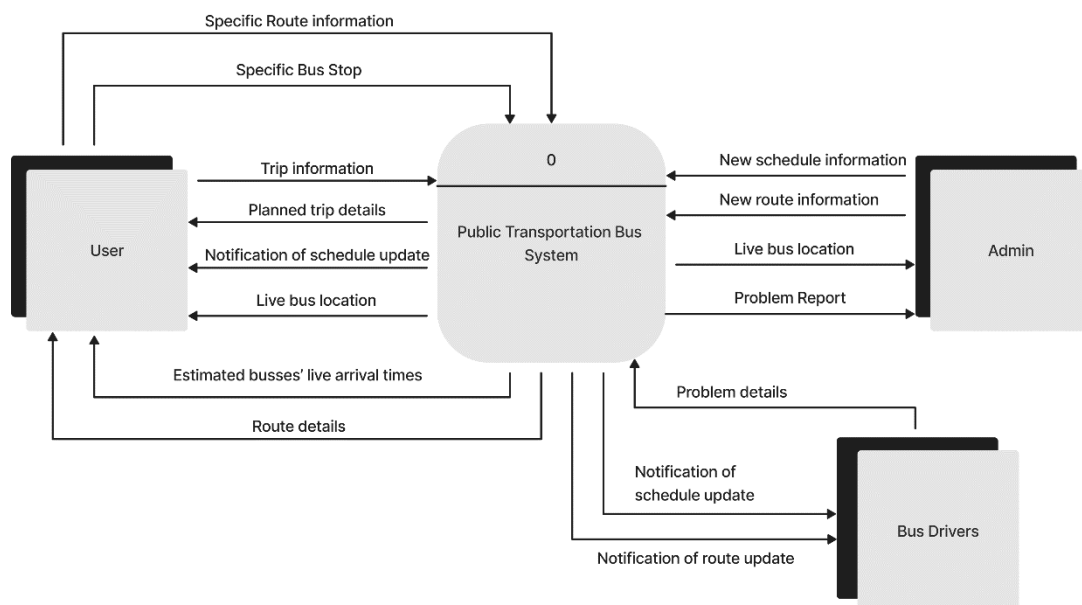 Specific Route information
Specific Bus Stop
0
Trip information
New schedule information
Planned trip details
New route information
Public Transportation Bus
System
User
Notification of schedule update
Live bus location
Admin
Live bus location
Problem Report
Estimated busses’ live arrival times
Problem details
Route details
Notification of
schedule update
Bus Drivers
Notification of route update